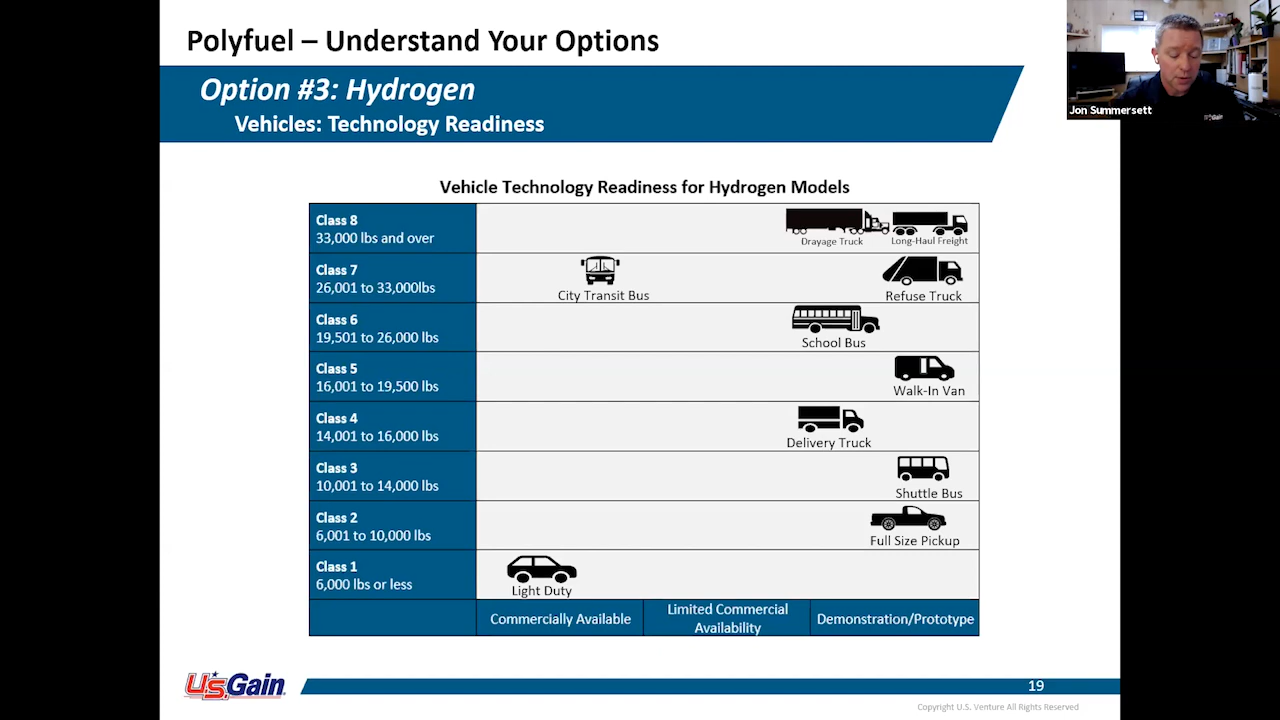 Polyfuel – Understand Your Options
Option #3: Hydrogen
Vehicles: Technology Readiness
Jon Summersett
Vehicle Technology Readiness for Hydrogen Models
Class 8
33,000 lbs and over
Drayage Truck
Long-Haul Freight
Class 7
26,001 to 33,000lbs
City Transit Bus
Refuse Truck
Class 6
19,501 to 26,000 lbs
School Bus
Class 5
16,001 to 19,500 lbs
Walk-In Van
Class 4
14,001 to 16,000 lbs
Delivery Truck
Class 3
10,001 to 14,000 lbs
Shuttle Bus
Class 2
6,001 to 10,000 lbs
Full Size Pickup
Class 1
6,000 lbs or less
Light Duty
Commercially Available
Limited Commercial
Availability
Demonstration/Prototype
U.S. Gain
19
Copyright U.S. Venture All Rights Reserved